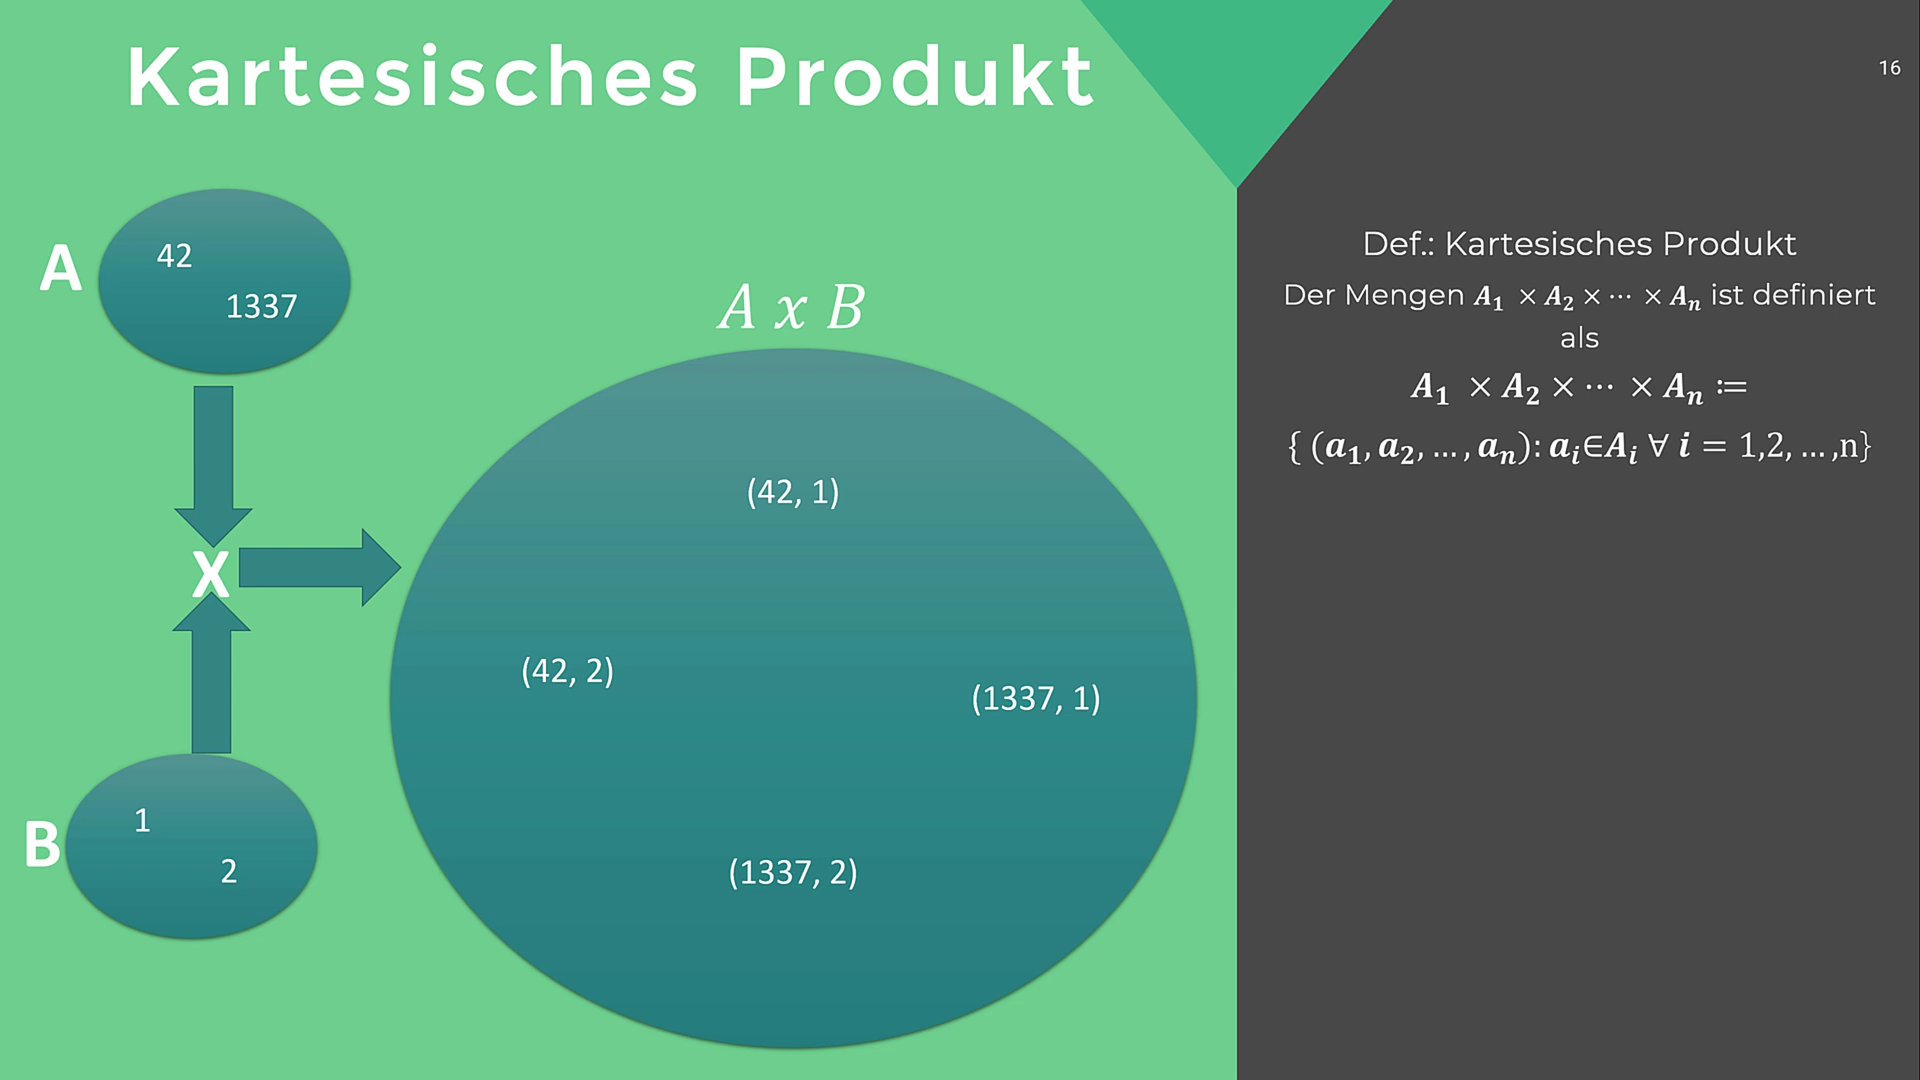 Kartesisches Produkt
16
A
42
1337
A x B
X
B
1
2
(42, 1)
(42, 2)
(1337, 1)
(1337, 2)
Def.: Kartesisches Produkt
Der Mengen A₁ × A₂ × ⋯ × Aₙ ist definiert
als
A₁ × A₂ × ⋯ × Aₙ ≔
{ (a₁, a₂, … , aₙ): aᵢ∈Aᵢ ∀ i = 1,2, … ,n}